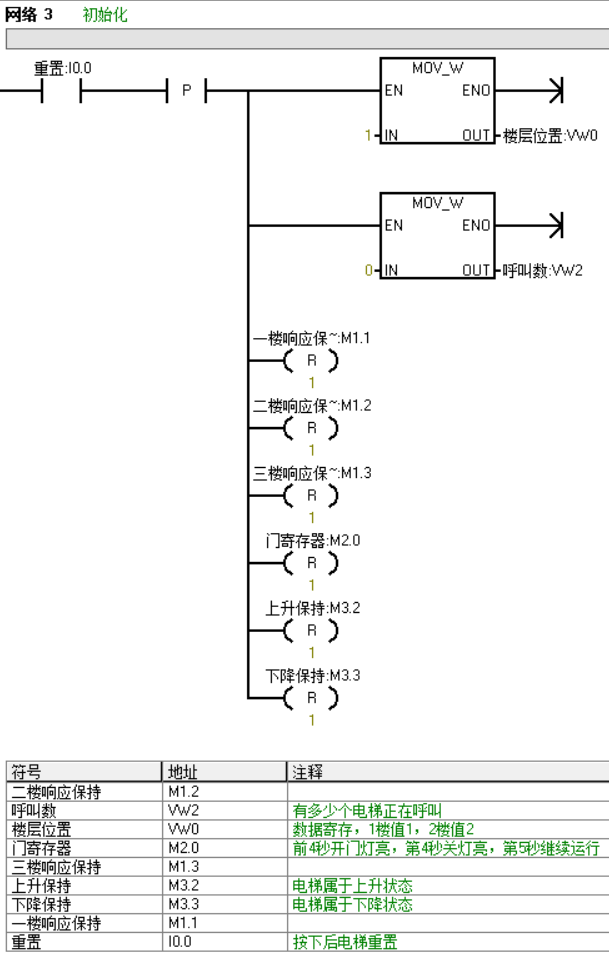 网络 3 初始化
重置:I0.0
P
MOV_W
EN ENO
1 IN OUT 楼层位置:VW0
MOV_W
EN ENO
0 IN OUT 呼叫数:VW2
一楼响应保~:M1.1
R
1
二楼响应保~:M1.2
R
1
三楼响应保~:M1.3
R
1
门寄存器:M2.0
R
1
上升保持:M3.2
R
1
下降保持:M3.3
R
1
符号 地址 注释
二楼响应保持 M1.2
呼叫数 VW2 有多少个电梯正在呼叫
楼层位置 VW0 数据寄存，1楼值1，2楼值2
门寄存器 M2.0 前4秒开门灯亮，第4秒关灯亮，第5秒继续运行
三楼响应保持 M1.3
上升保持 M3.2 电梯属于上升状态
下降保持 M3.3 电梯属于下降状态
一楼响应保持 M1.1
重置 I0.0 按下后电梯重置